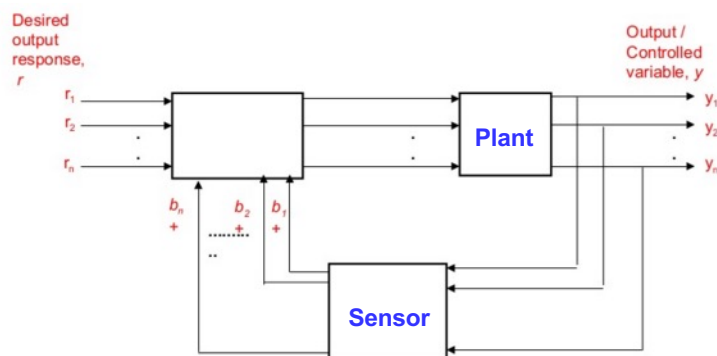 Desired
output
response,
r
r1
r2
rn
Output /
Controlled
variable, y
y1
y2
yn
Plant
bn
+
b2
+
b1
+
.........
..
Sensor